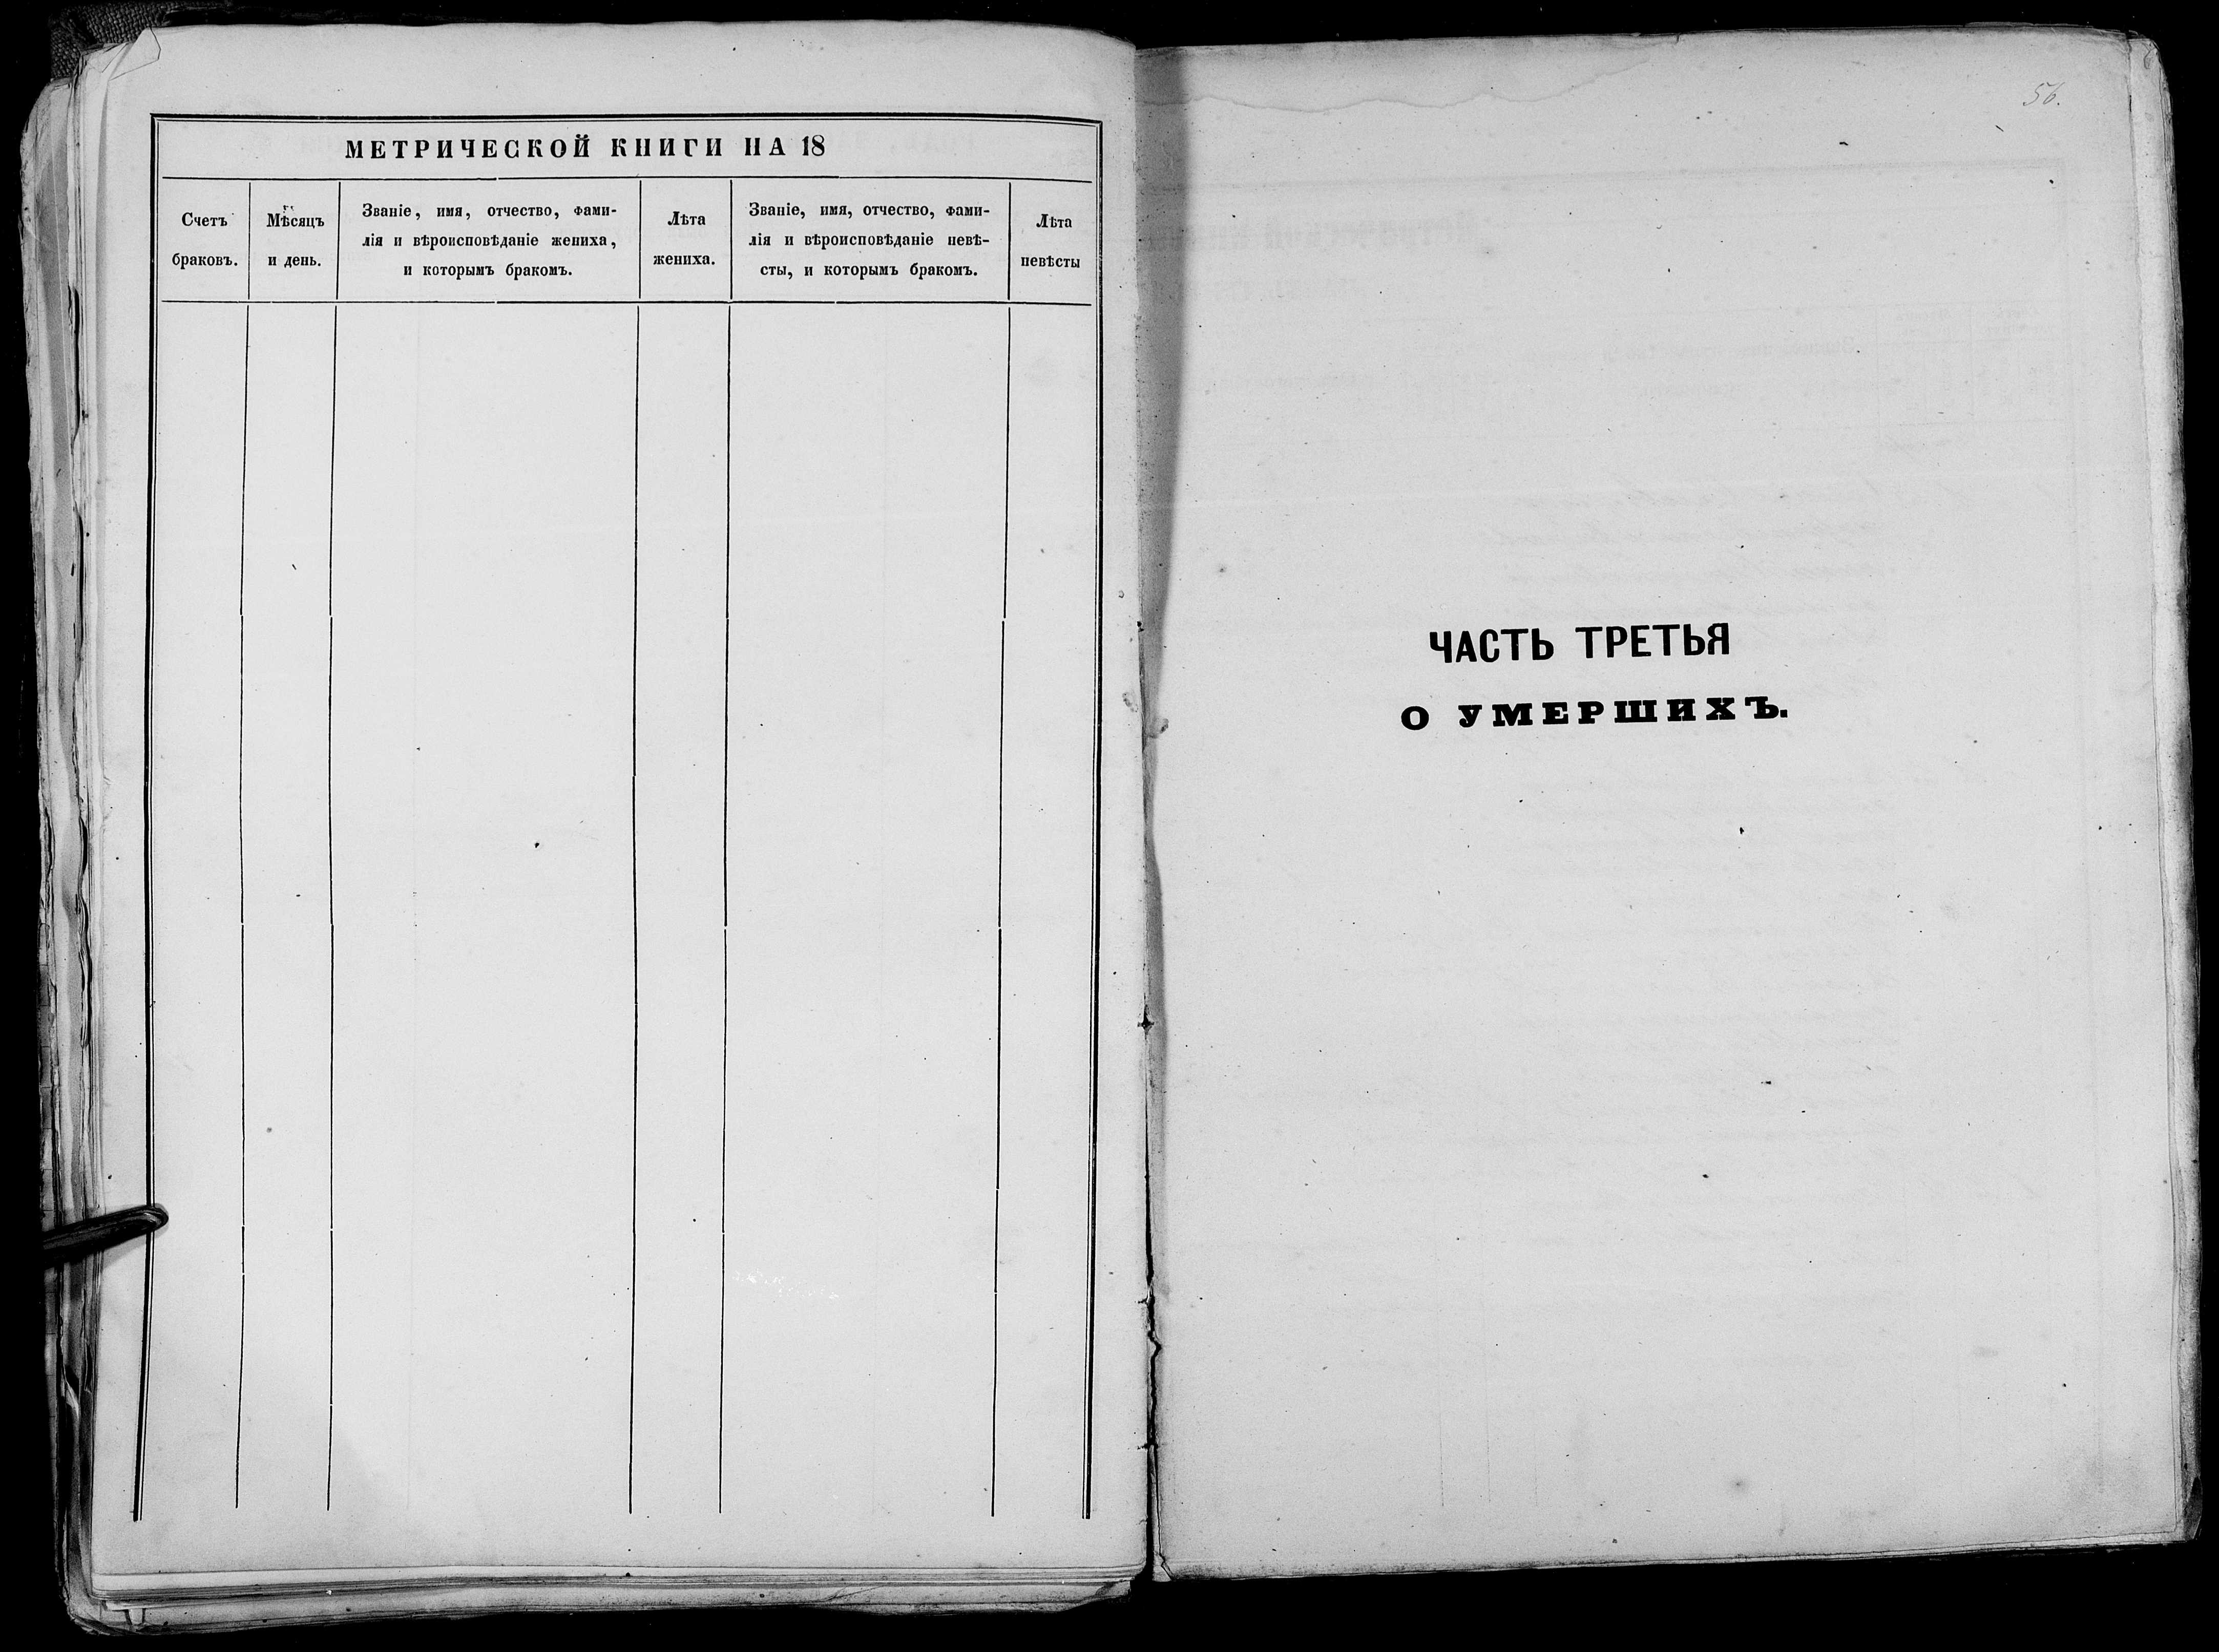 МЕТРИЧЕСКОЙ КНИГИ НА 18
Счетъ
браковъ.
Мѣсяцъ
и день.
Званіе, имя, отчество, фами-
лія и вѣроисповѣданіе жениха,
и которымъ бракомъ.
Лѣта
жениха.
Званіе, имя, отчество, фами-
лія и вѣроисповѣданіе невѣ-
сты, и которымъ бракомъ.
Лѣта
невѣсты
56.
ЧАСТЬ ТРЕТЬЯ
О УМЕРШИХЪ.